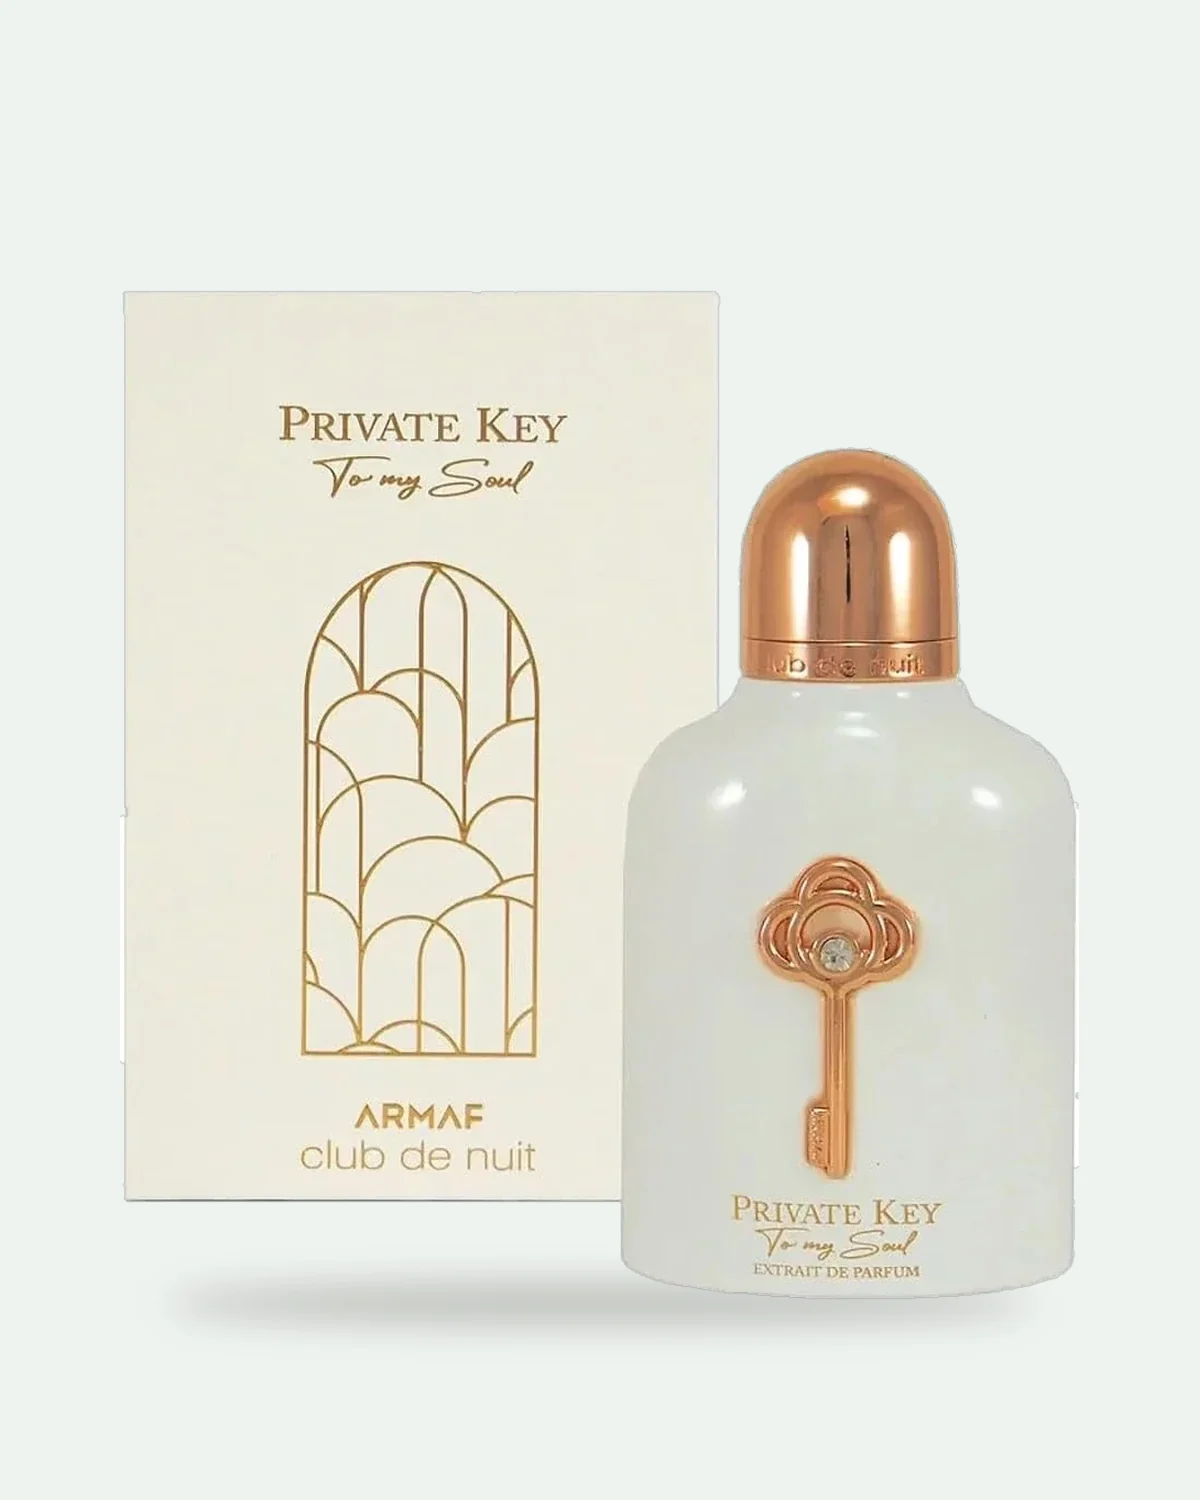 PRIVATE KEY
To my Soul
ARMAF
club de nuit
club de nuit
PRIVATE KEY
To my Soul
EXTRAIT DE PARFUM